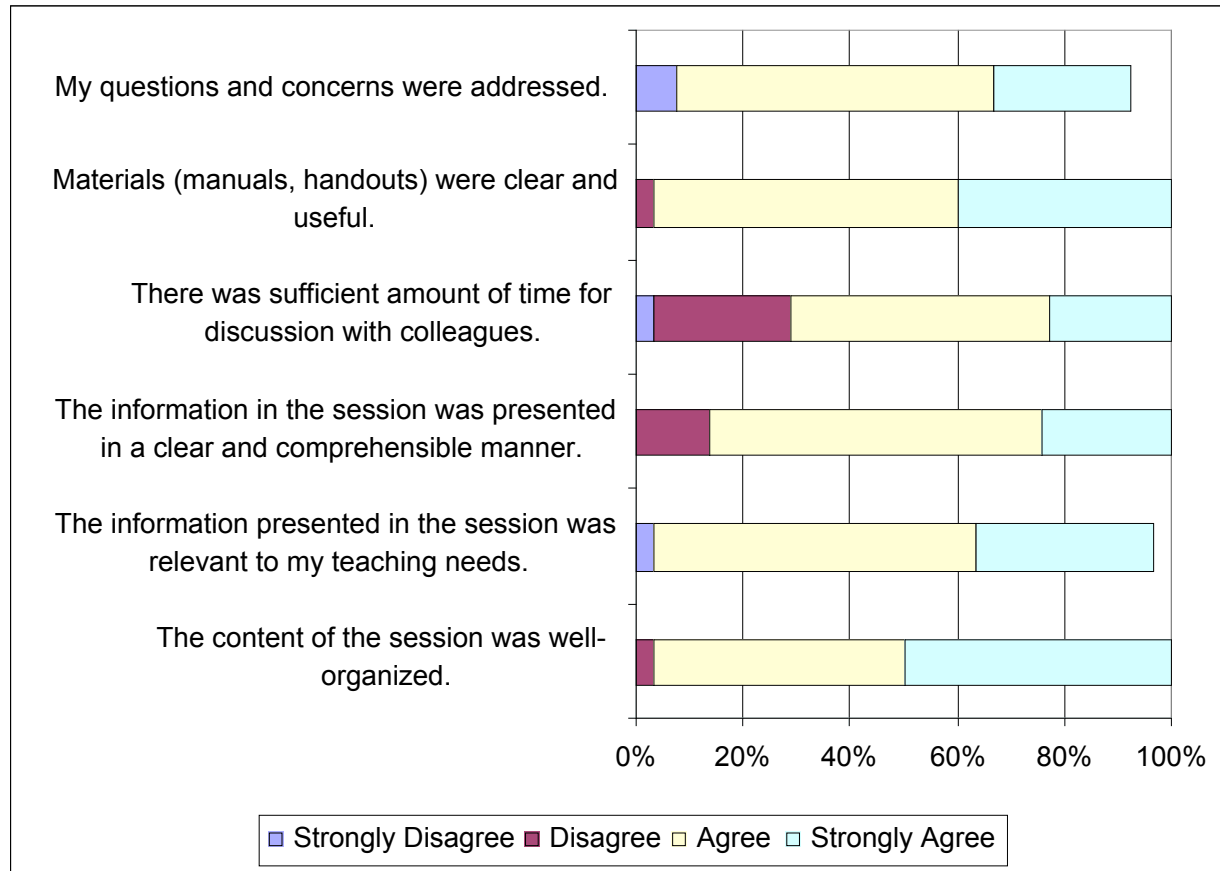 My questions and concerns were addressed.
Materials (manuals, handouts) were clear and
useful.
There was sufficient amount of time for
discussion with colleagues.
The information in the session was presented
in a clear and comprehensible manner.
The information presented in the session was
relevant to my teaching needs.
The content of the session was well-
organized.
0% 20% 40% 60% 80% 100%
Strongly Disagree Disagree Agree Strongly Agree